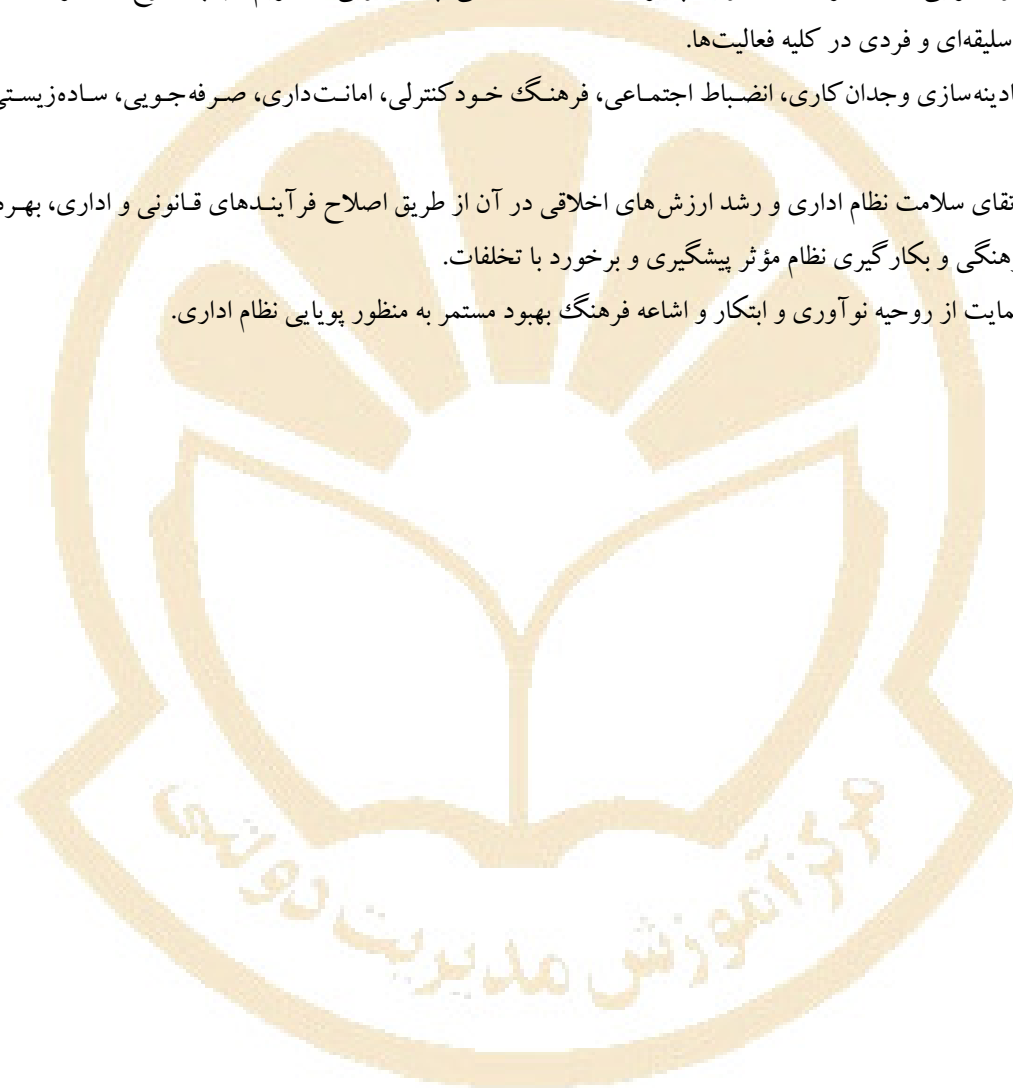 سلیقه‌ای و فردی در کلیه فعالیت‌ها.
ادینه‌سازی وجدان کاری، انضباط اجتماعی، فرهنگ خودکنترلی، امانت‌داری، صرفه‌جویی، ساده‌زیستی
تقای سلامت نظام اداری و رشد ارزش‌های اخلاقی در آن از طریق اصلاح فرآیندهای قانونی و اداری، بهره
هنگی و بکارگیری نظام مؤثر پیشگیری و برخورد با تخلفات.
مایت از روحیه نوآوری و ابتکار و اشاعه فرهنگ بهبود مستمر به منظور پویایی نظام اداری.
مرکز آموزش مدیریت دولتی